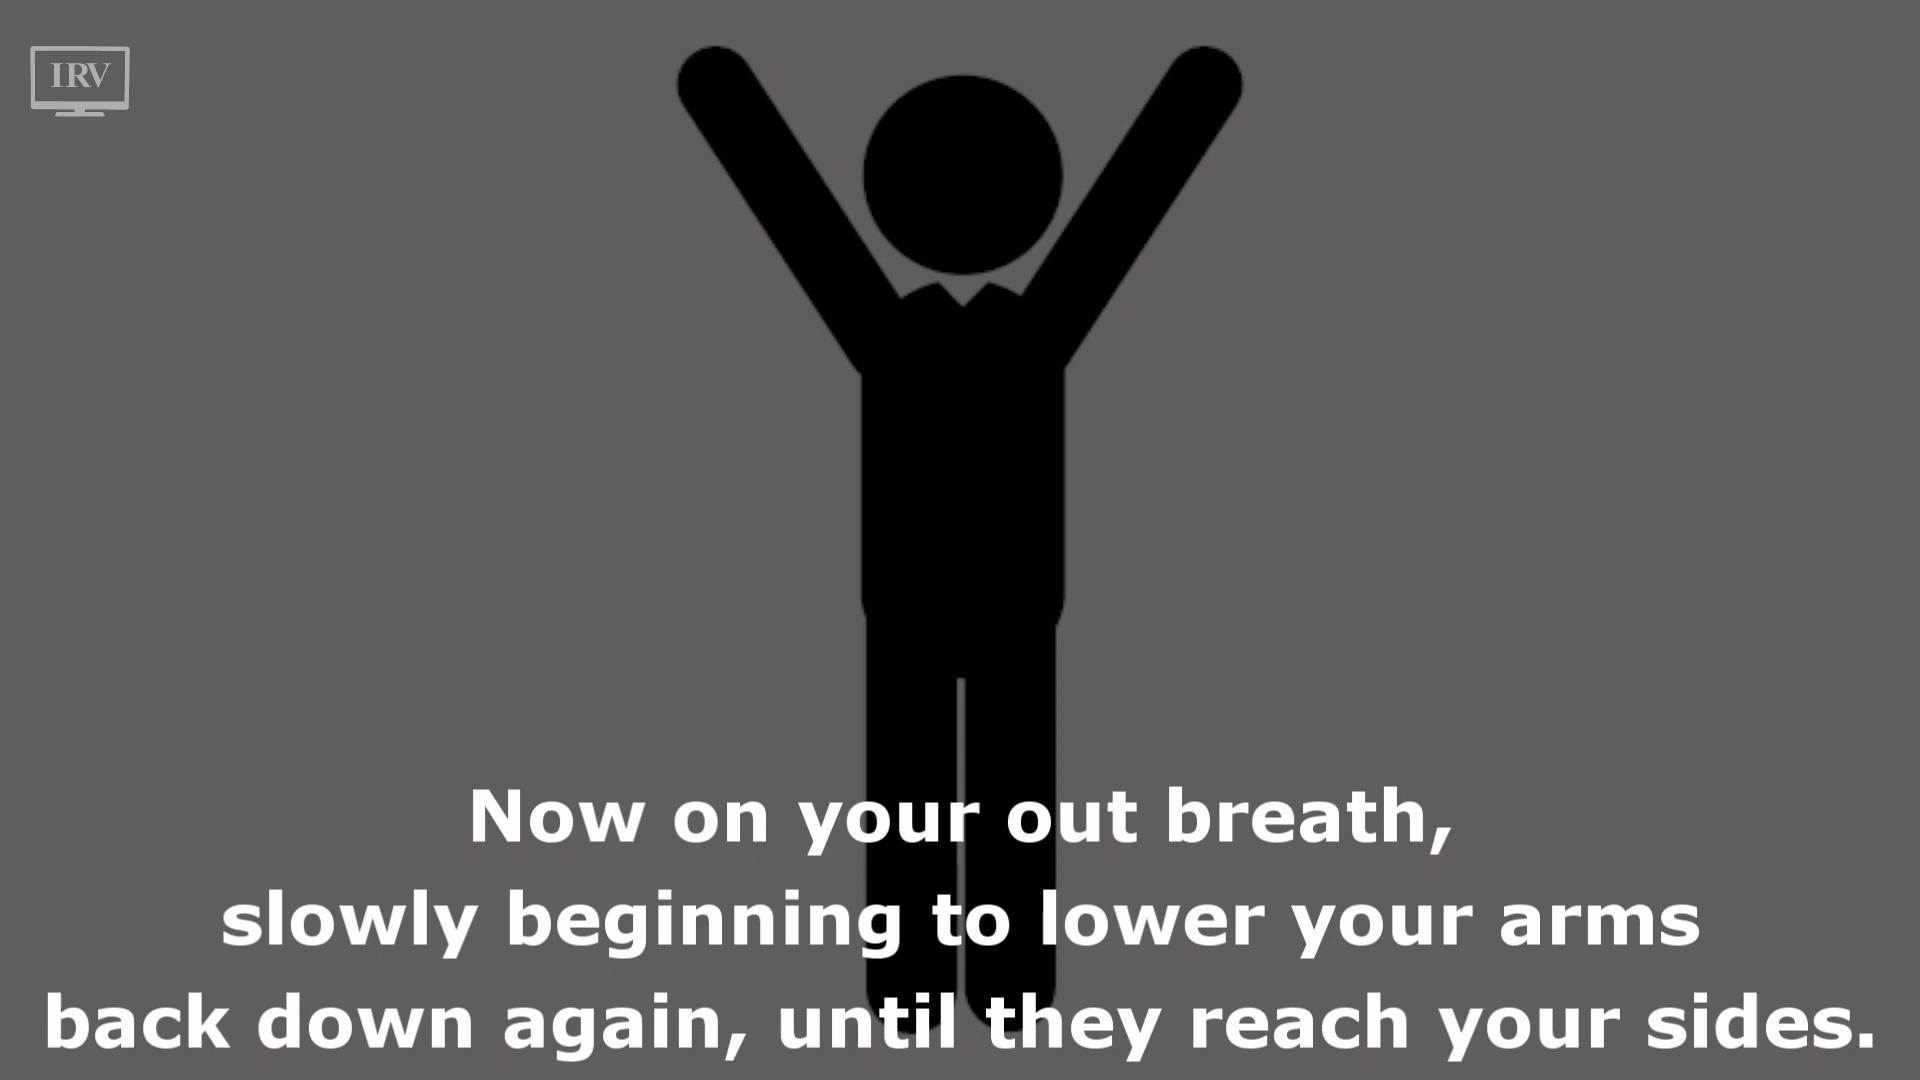 IRV
Now on your out breath,
slowly beginning to lower your arms
back down again, until they reach your sides.